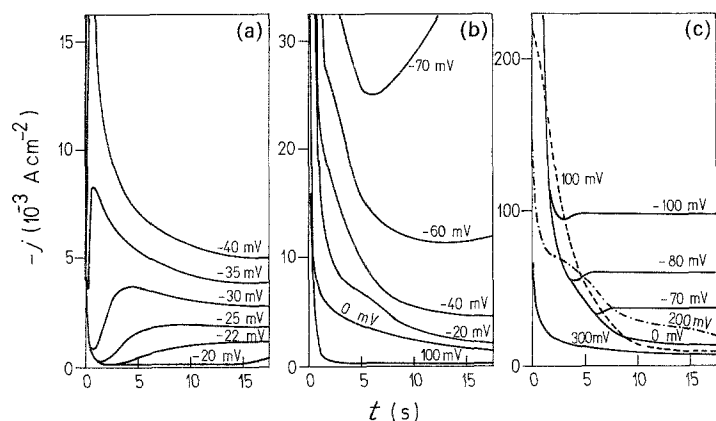 (a)
15
10
5
0
-40 mV
-35 mV
-30 mV
-25 mV
-22 mV
-20 mV
0 5 10 15
(b)
30
20
10
0
-70 mV
-60 mV
-40 mV
-20 mV
0 mV
100 mV
0 5 10 15
(c)
200
100
0
100 mV
-100 mV
-80 mV
-70 mV
200 mV
0 mV
300mV
0 5 10 15
-j (10⁻³ A cm⁻²)
t (s)